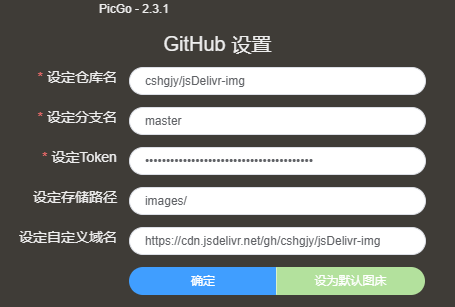 PicGo - 2.3.1
GitHub 设置
* 设定仓库名 cshgjy/jsDelivr-img
* 设定分支名 master
* 设定Token ••••••••••••••••••••••••••••••••••••••••
设定存储路径 images/
设定自定义域名 https://cdn.jsdelivr.net/gh/cshgjy/jsDelivr-img
确定 设为默认图床